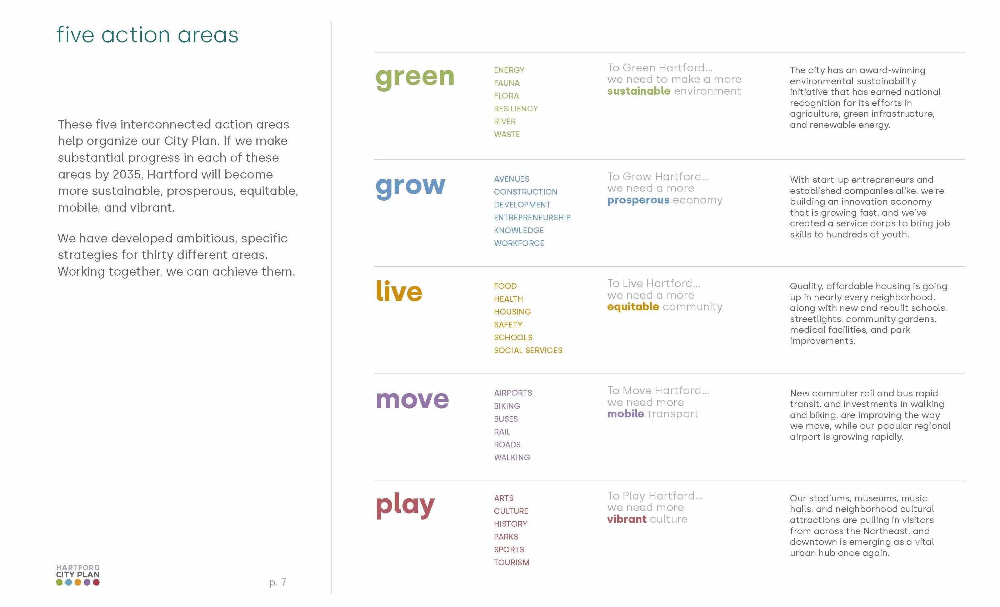 five action areas
These five interconnected action areas
help organize our City Plan. If we make
substantial progress in each of these
areas by 2035, Hartford will become
more sustainable, prosperous, equitable,
mobile, and vibrant.
We have developed ambitious, specific
strategies for thirty different areas.
Working together, we can achieve them.
HARTFORD
CITY PLAN
p. 7
green
ENERGY
FAUNA
FLORA
RESILIENCY
RIVER
WASTE
To Green Hartford...
we need to make a more
sustainable environment
The city has an award-winning
environmental sustainability
initiative that has earned national
recognition for its efforts in
agriculture, green infrastructure,
and renewable energy.
grow
AVENUES
CONSTRUCTION
DEVELOPMENT
ENTREPRENEURSHIP
KNOWLEDGE
WORKFORCE
To Grow Hartford...
we need a more
prosperous economy
With start-up entrepreneurs and
established companies alike, we're
building an innovation economy
that is growing fast, and we've
created a service corps to bring job
skills to hundreds of youth.
live
FOOD
HEALTH
HOUSING
SAFETY
SCHOOLS
SOCIAL SERVICES
To Live Hartford...
we need a more
equitable community
Quality, affordable housing is going
up in nearly every neighborhood,
along with new and rebuilt schools,
streetlights, community gardens,
medical facilities, and park
improvements.
move
AIRPORTS
BIKING
BUSES
RAIL
ROADS
WALKING
To Move Hartford...
we need more
mobile transport
New commuter rail and bus rapid
transit, and investments in walking
and biking, are improving the way
we move, while our popular regional
airport is growing rapidly.
play
ARTS
CULTURE
HISTORY
PARKS
SPORTS
TOURISM
To Play Hartford...
we need more
vibrant culture
Our stadiums, museums, music
halls, and neighborhood cultural
attractions are pulling in visitors
from across the Northeast, and
downtown is emerging as a vital
urban hub once again.